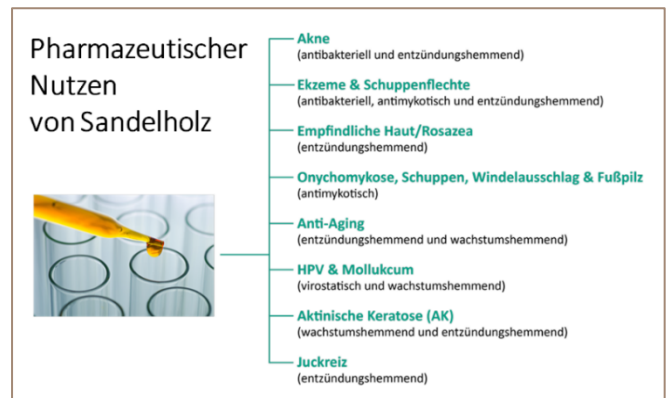 Pharmazeutischer
Nutzen
von Sandelholz
Akne
(antibakteriell und entzündungshemmend)
Ekzeme & Schuppenflechte
(antibakteriell, antimykotisch und entzündungshemmend)
Empfindliche Haut/Rosazea
(entzündungshemmend)
Onychomykose, Schuppen, Windelausschlag & Fußpilz
(antimykotisch)
Anti-Aging
(entzündungshemmend und wachstumshemmend)
HPV & Mollukcum
(virostatisch und wachstumshemmend)
Aktinische Keratose (AK)
(wachstumshemmend und entzündungshemmend)
Juckreiz
(entzündungshemmend)